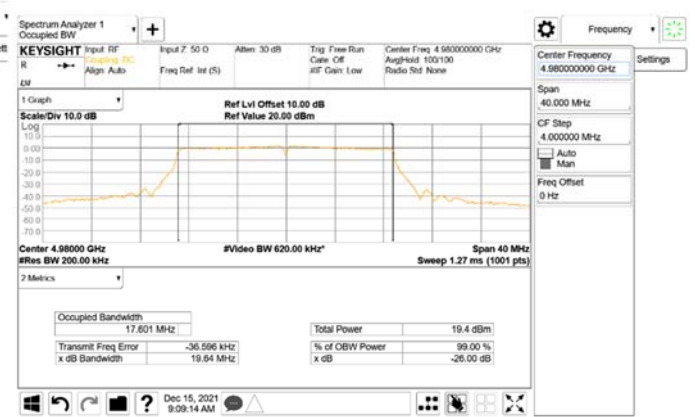 Spectrum Analyzer 1
Occupied BW
+
Frequency
Settings
KEYSIGHT
Input: RF
Coupling: DC
Align: Auto
Input Z: 50 Ω
Freq Ref: Int (S)
Atten: 30 dB
Trig: Free Run
Gate: Off
#IF Gain: Low
Center Freq: 4.980000000 GHz
Avg|Hold: 100/100
Radio Std: None
R
LXI
Center Frequency
4.980000000 GHz
Span
40.000 MHz
CF Step
4.000000 MHz
Auto
Man
Freq Offset
0 Hz
1 Graph
Scale/Div 10.0 dB
Ref Lvl Offset 10.00 dB
Ref Value 20.00 dBm
Log
10.0
0.00
-10.0
-20.0
-30.0
-40.0
-50.0
-60.0
-70.0
Center 4.98000 GHz
#Video BW 620.00 kHz*
Span 40 MHz
#Res BW 200.00 kHz
Sweep 1.27 ms (1001 pts)
2 Metrics
Occupied Bandwidth
17.601 MHz
Total Power 19.4 dBm
Transmit Freq Error -36.596 kHz
% of OBW Power 99.00 %
x dB Bandwidth 19.64 MHz
x dB -26.00 dB
?
Dec 15, 2021
9:09:14 AM